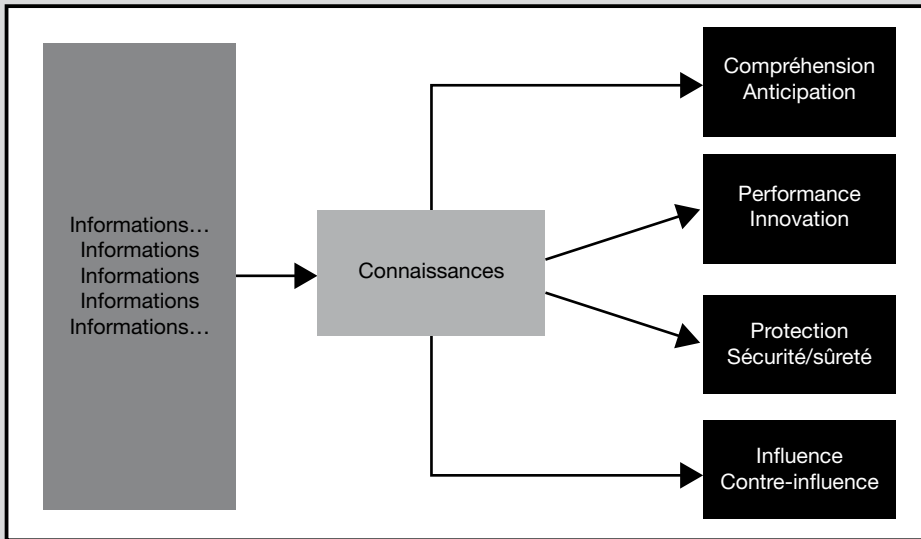 Informations…
Informations
Informations
Informations
Informations…
Connaissances
Compréhension
Anticipation
Performance
Innovation
Protection
Sécurité/sûreté
Influence
Contre-influence